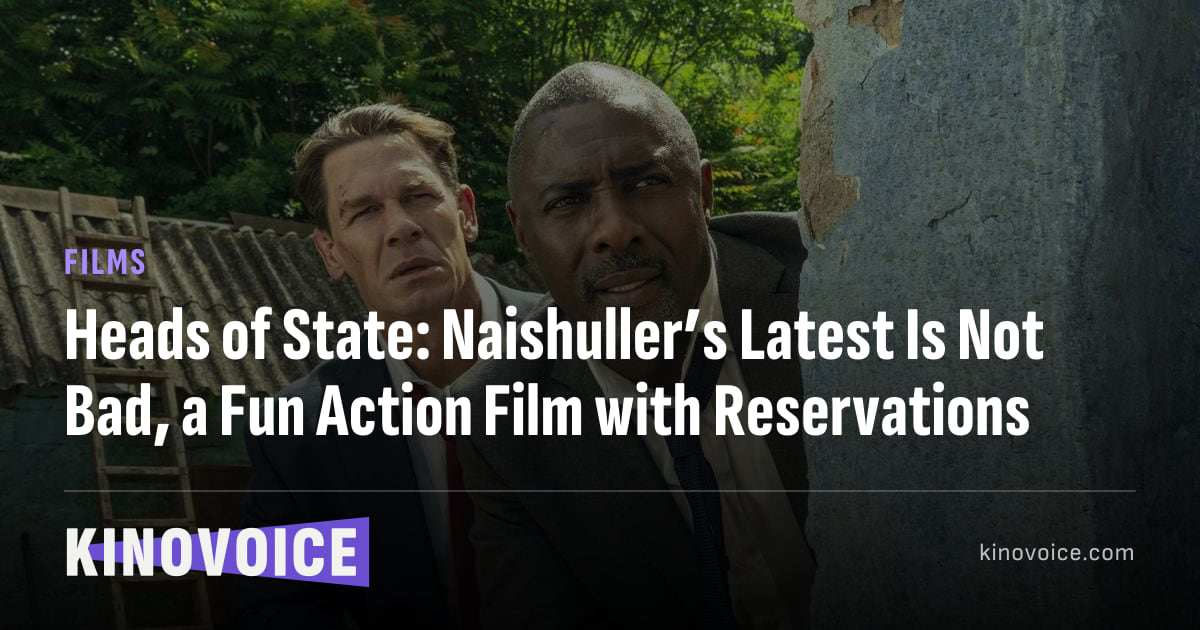 FILMS
Heads of State: Naishuller’s Latest Is Not
Bad, a Fun Action Film with Reservations
KINOVOICE
kinovoice.com